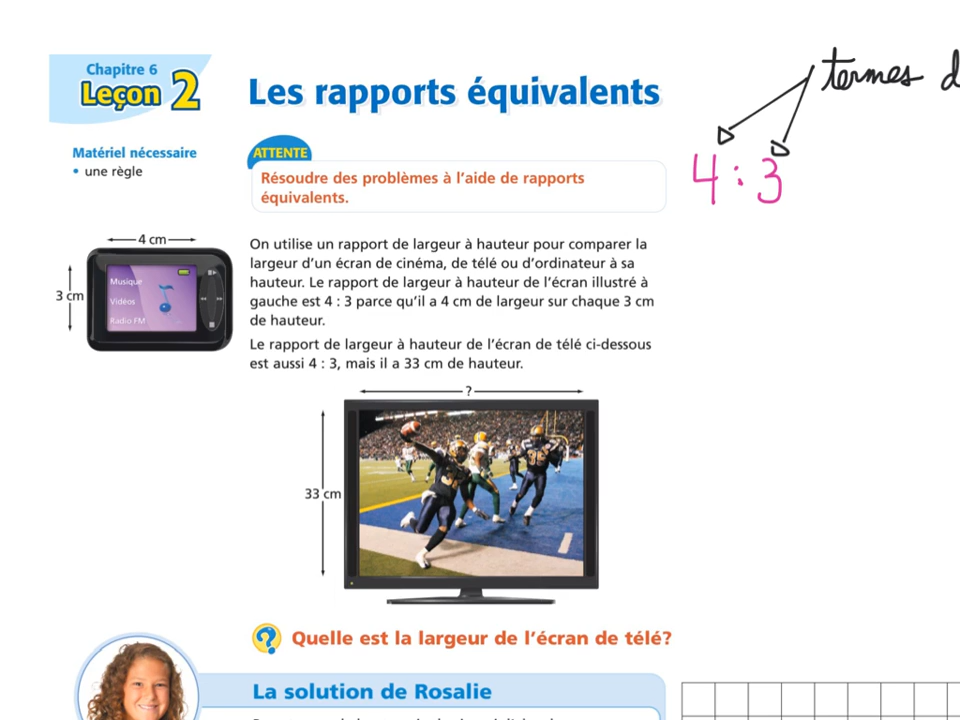 Chapitre 6
Leçon 2
Les rapports équivalents
termes
4 : 3
Matériel nécessaire
• une règle
ATTENTE
Résoudre des problèmes à l'aide de rapports
équivalents.
4 cm
3 cm
Musique
Vidéos
Radio FM
On utilise un rapport de largeur à hauteur pour comparer la
largeur d'un écran de cinéma, de télé ou d'ordinateur à sa
hauteur. Le rapport de largeur à hauteur de l'écran illustré à
gauche est 4 : 3 parce qu'il a 4 cm de largeur sur chaque 3 cm
de hauteur.
Le rapport de largeur à hauteur de l'écran de télé ci-dessous
est aussi 4 : 3, mais il a 33 cm de hauteur.
?
33 cm
? Quelle est la largeur de l'écran de télé?
La solution de Rosalie